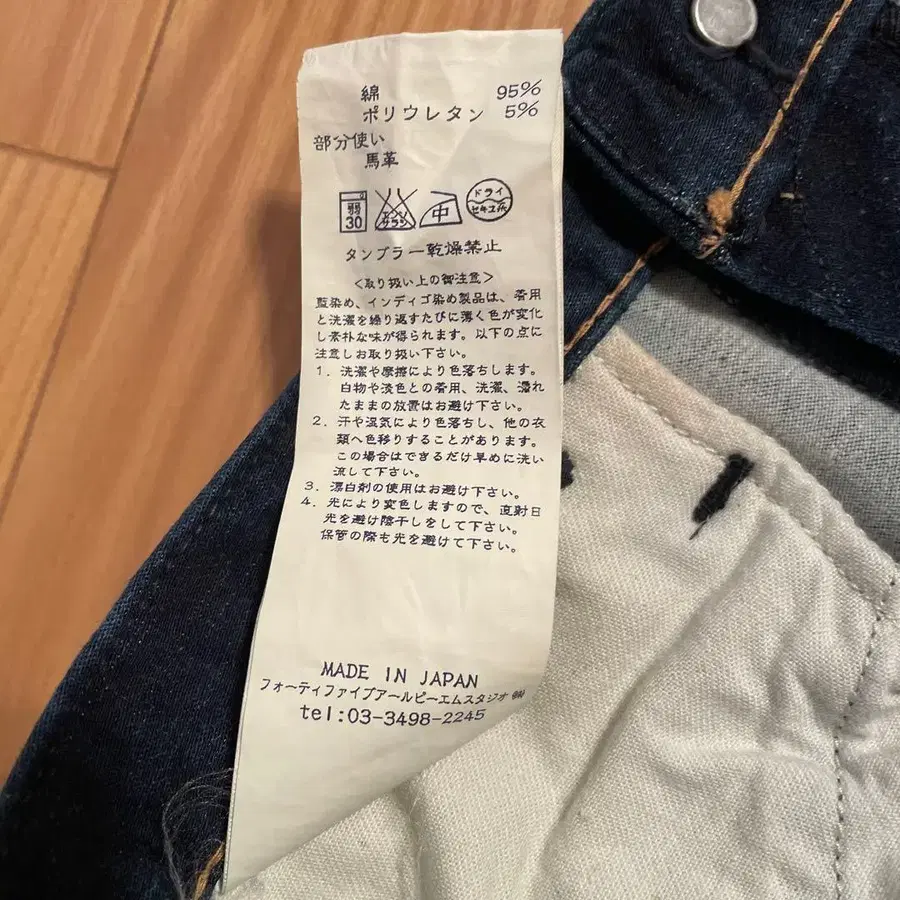 綿 95%
ポリウレタン 5%
部分使い
馬革
弱
30
エンソ
サラシ
中
ドライ
セキユ系
タンブラー乾燥禁止
<取り扱い上の御注意>
藍染め、インディゴ染め製品は、着用
と洗濯を繰り返すたびに薄く色が変化
し素朴な味が得られます。以下の点に
注意しお取り扱い下さい。
1. 洗濯や摩擦により色落ちします。
白物や淡色との着用、洗濯、濡れ
たままの放置はお避け下さい。
2. 汗や湿気により色落ちし、他の衣
類へ色移りすることがあります。
この場合はできるだけ早めに洗い
流して下さい。
3. 漂白剤の使用はお避け下さい。
4. 光により変色しますので、直射日
光を避け陰干しをして下さい。
保管の際も光を避けて下さい。
MADE IN JAPAN
フォーティファイブアールピーエムスタジオ㈱
tel:03-3498-2245